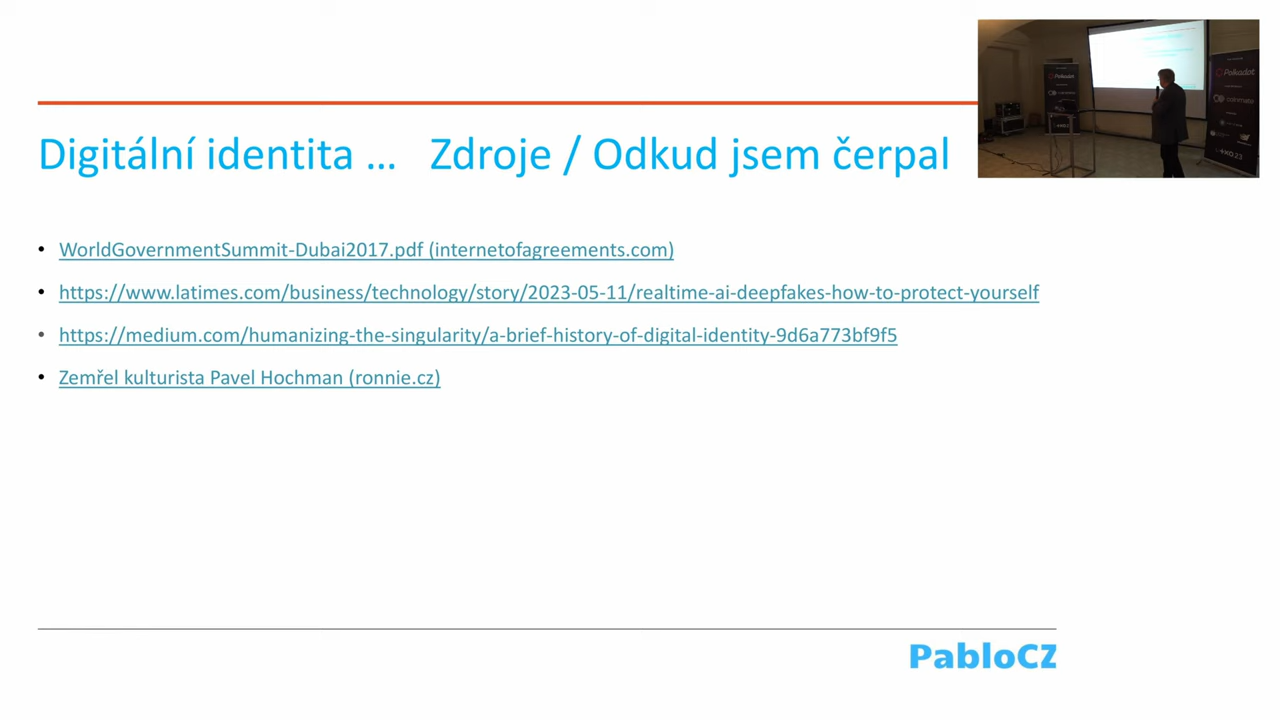 Digitální identita ... Zdroje / Odkud jsem čerpal
• WorldGovernmentSummit-Dubai2017.pdf (internetofagreements.com)
• https://www.latimes.com/business/technology/story/2023-05-11/realtime-ai-deepfakes-how-to-protect-yourself
• https://medium.com/humanizing-the-singularity/a-brief-history-of-digital-identity-9d6a773bf9f5
• Zemřel kulturista Pavel Hochman (ronnie.cz)
PabloCZ
Polkadot
Polkadot